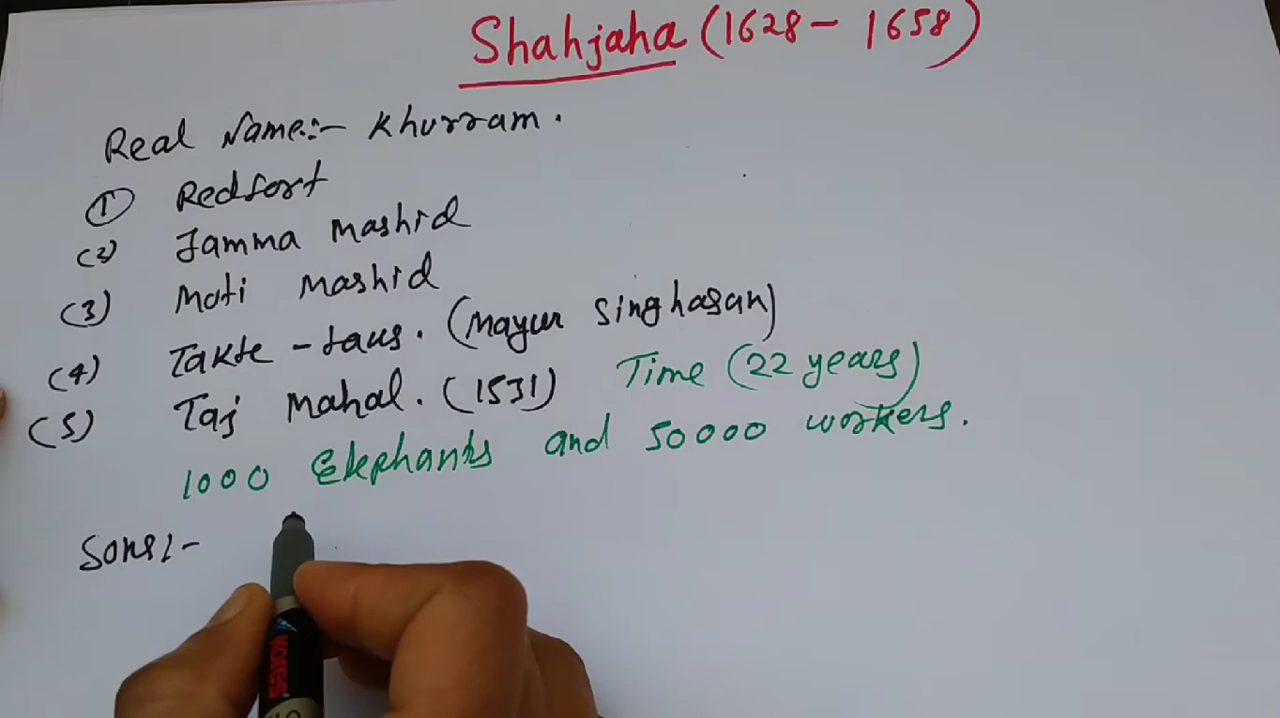 Shahjaha (1628- 1658)
Real Name:- Khurram.
① Redfort
(2) Jamma Mashid
(3) Moti Mashid
(4) Takte-taus. (Mayur Singhasan)
(5) Taj Mahal. (1531) Time (22 years)
1000 Elephants and 50000 workers.
Sons:-
KORES